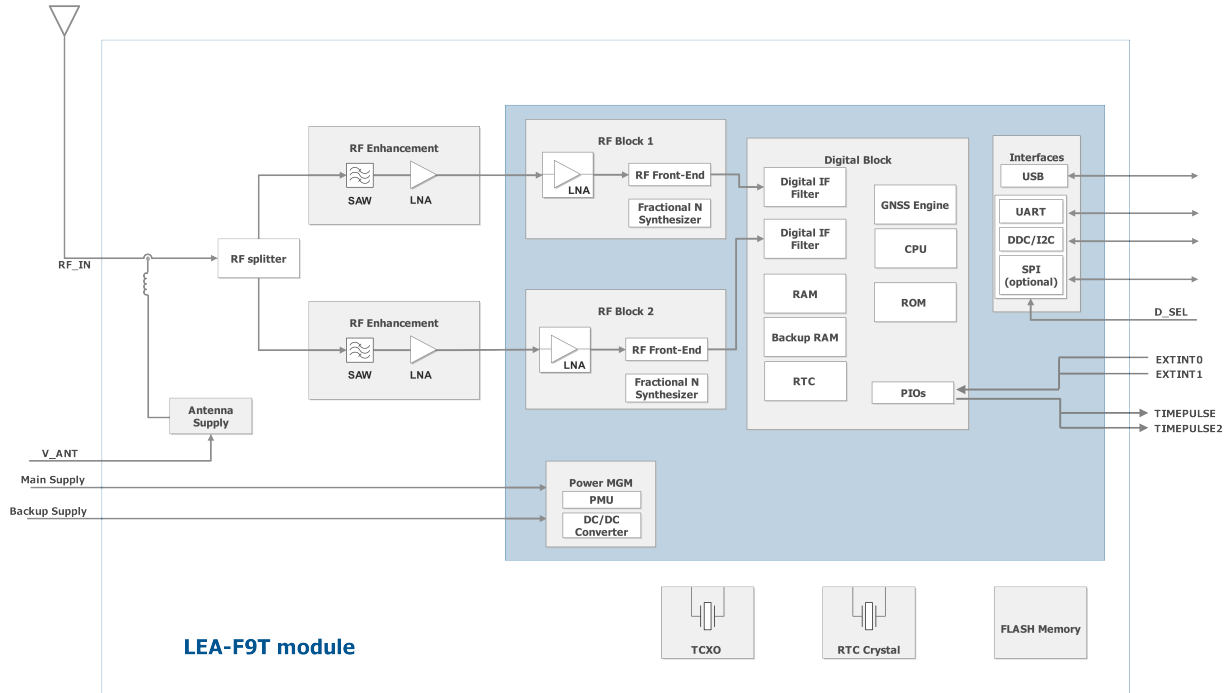 RF_IN
RF splitter
RF Enhancement
SAW
LNA
RF Enhancement
SAW
LNA
Antenna
Supply
V_ANT
Main Supply
Backup Supply
RF Block 1
LNA
RF Front-End
Fractional N
Synthesizer
RF Block 2
LNA
RF Front-End
Fractional N
Synthesizer
Digital Block
Digital IF
Filter
Digital IF
Filter
GNSS Engine
CPU
RAM
ROM
Backup RAM
RTC
PIOs
Interfaces
USB
UART
DDC/I2C
SPI
(optional)
D_SEL
EXTINT0
EXTINT1
TIMEPULSE
TIMEPULSE2
Power MGM
PMU
DC/DC
Converter
LEA-F9T module
TCXO
RTC Crystal
FLASH Memory